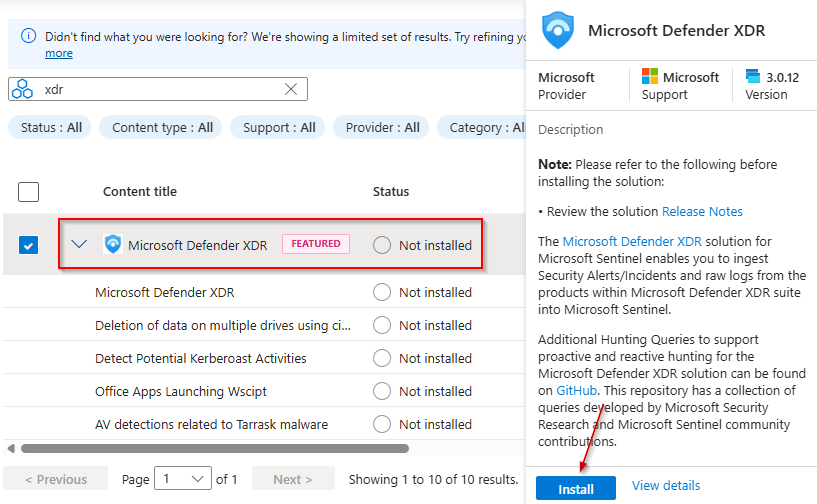 Didn't find what you were looking for? We're showing a limited set of results. Try refining yo
more
xdr
Status : All
Content type : All
Support : All
Provider : All
Category : All
Content title
Status
Microsoft Defender XDR
FEATURED
Not installed
Microsoft Defender XDR
Not installed
Deletion of data on multiple drives using ci...
Not installed
Detect Potential Kerberoast Activities
Not installed
Office Apps Launching Wscipt
Not installed
AV detections related to Tarrask malware
Not installed
< Previous
Page
1
of 1
Next >
Showing 1 to 10 of 10 results.
Microsoft Defender XDR
Microsoft
Provider
Microsoft
Support
3.0.12
Version
Description
Note: Please refer to the following before
installing the solution:
• Review the solution Release Notes
The Microsoft Defender XDR solution for
Microsoft Sentinel enables you to ingest
Security Alerts/Incidents and raw logs from the
products within Microsoft Defender XDR suite
into Microsoft Sentinel.
Additional Hunting Queries to support
proactive and reactive hunting for the
Microsoft Defender XDR solution can be found
on GitHub. This repository has a collection of
queries developed by Microsoft Security
Research and Microsoft Sentinel community
contributions.
Install
View details